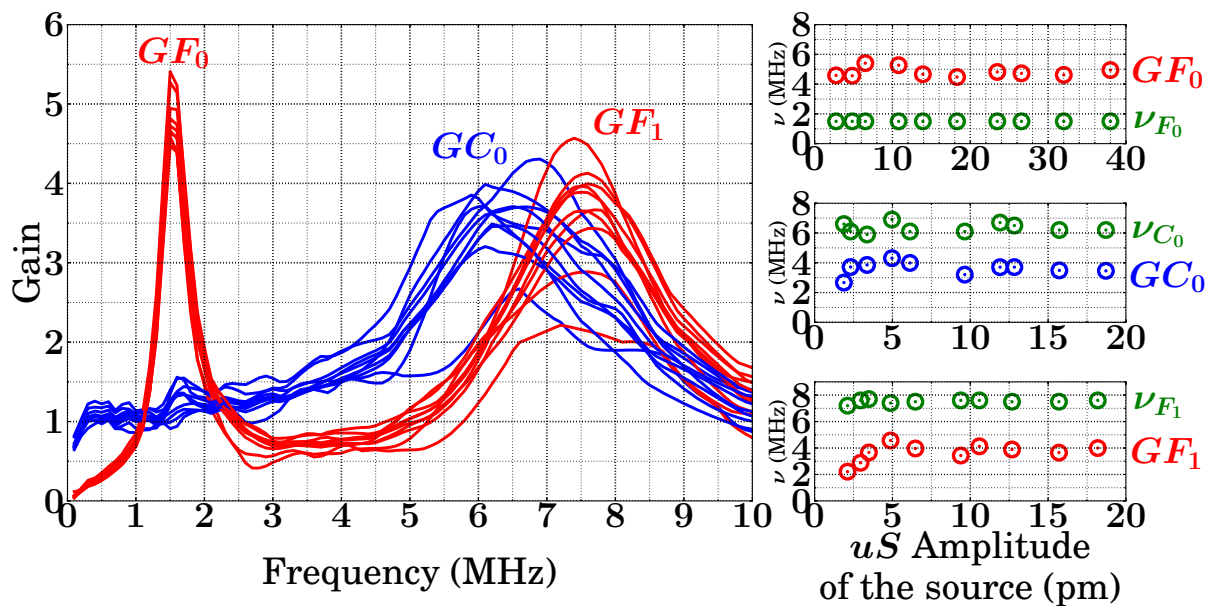 6
5
4
3
2
1
0
Gain
GF₀
GC₀
GF₁
0 1 2 3 4 5 6 7 8 9 10
Frequency (MHz)
8
6
4
2
0
ν (MHz)
GF₀
ν_F₀
0 10 20 30 40
8
6
4
2
0
ν (MHz)
ν_C₀
GC₀
0 5 10 15 20
8
6
4
2
0
ν (MHz)
ν_F₁
GF₁
0 5 10 15 20
uS Amplitude
of the source (pm)